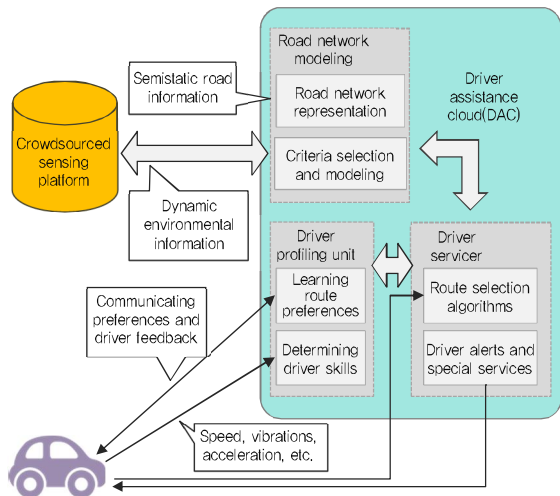 Road network
modeling
Semistatic road
information
Road network
representation
Driver
assistance
cloud(DAC)
Crowdsourced
sensing
platform
Criteria selection
and modeling
Dynamic
environmental
information
Driver
profiling unit
Driver
servicer
Learning
route
preferences
Route selection
algorithms
Communicating
preferences and
driver feedback
Determining
driver skills
Driver alerts and
special services
Speed, vibrations,
acceleration, etc.